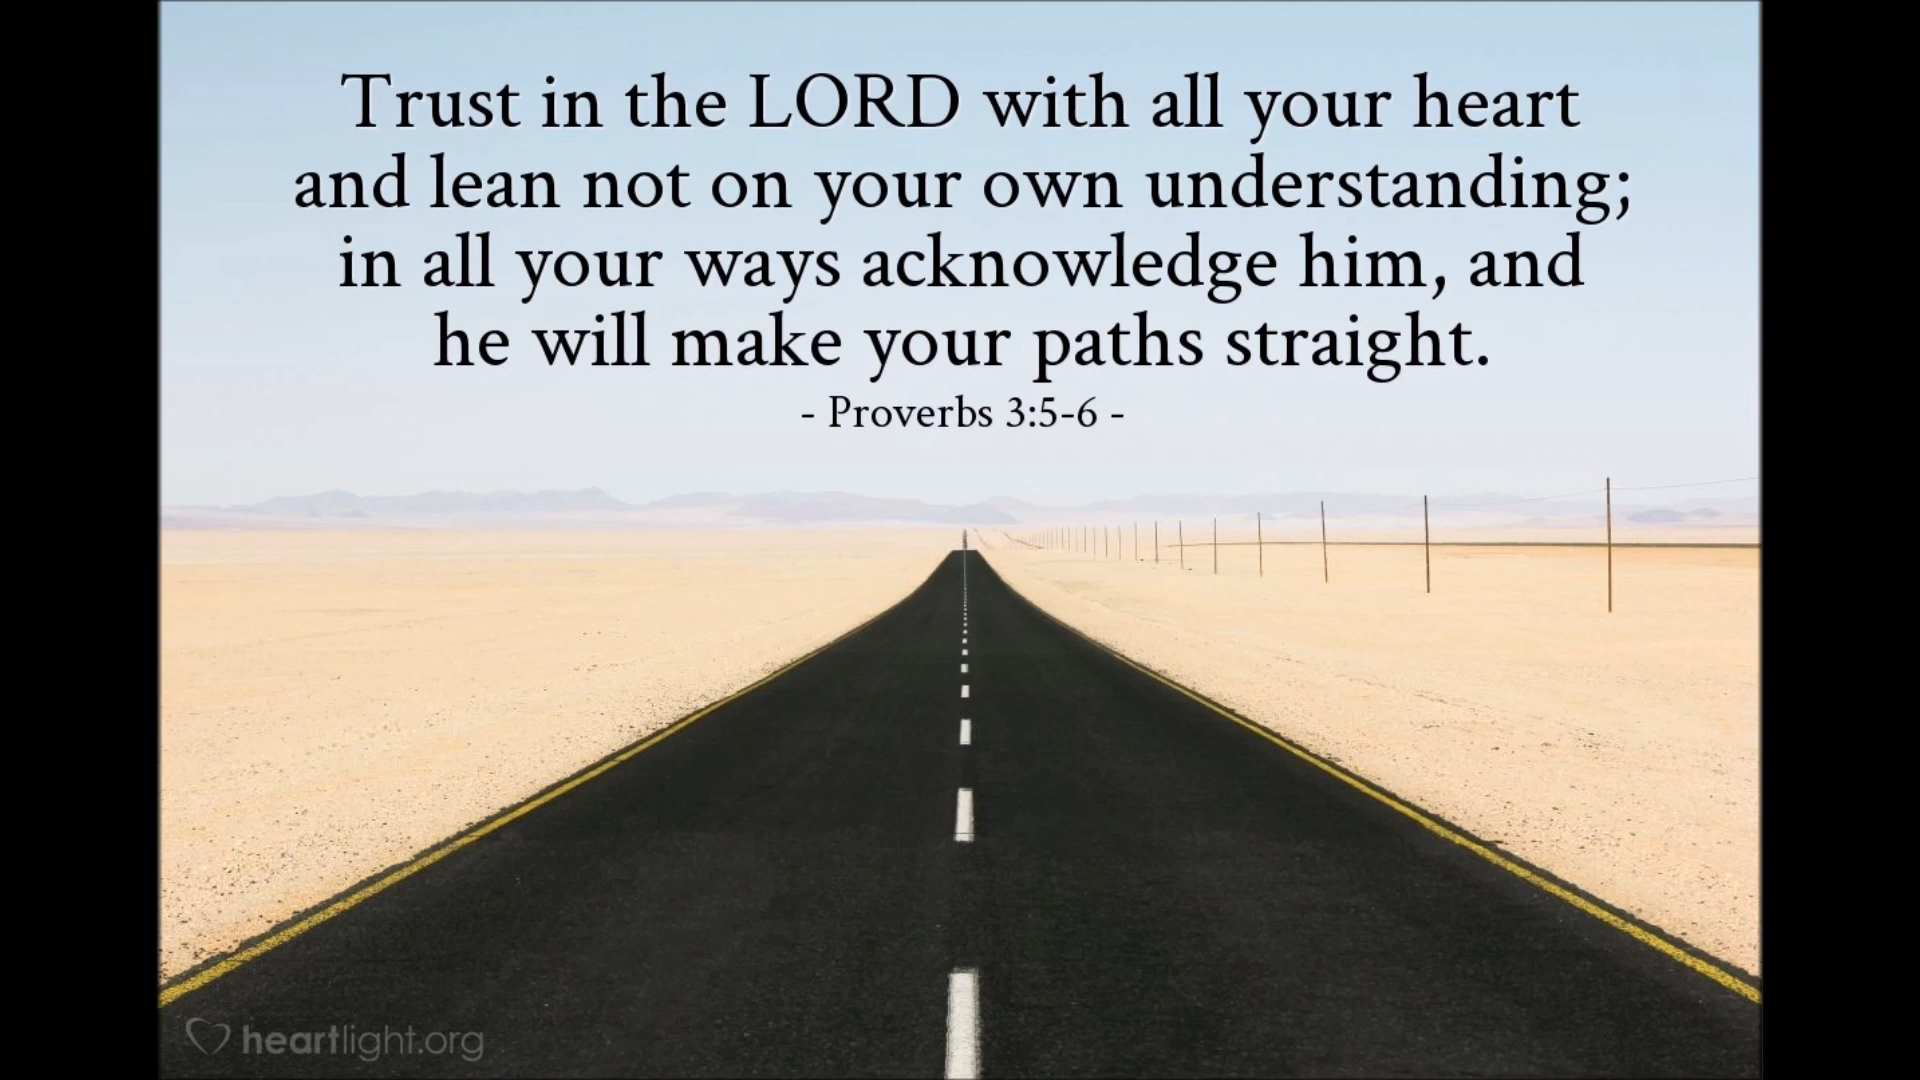 Trust in the LORD with all your heart
and lean not on your own understanding;
in all your ways acknowledge him, and
he will make your paths straight.
- Proverbs 3:5-6 -
heartlight.org